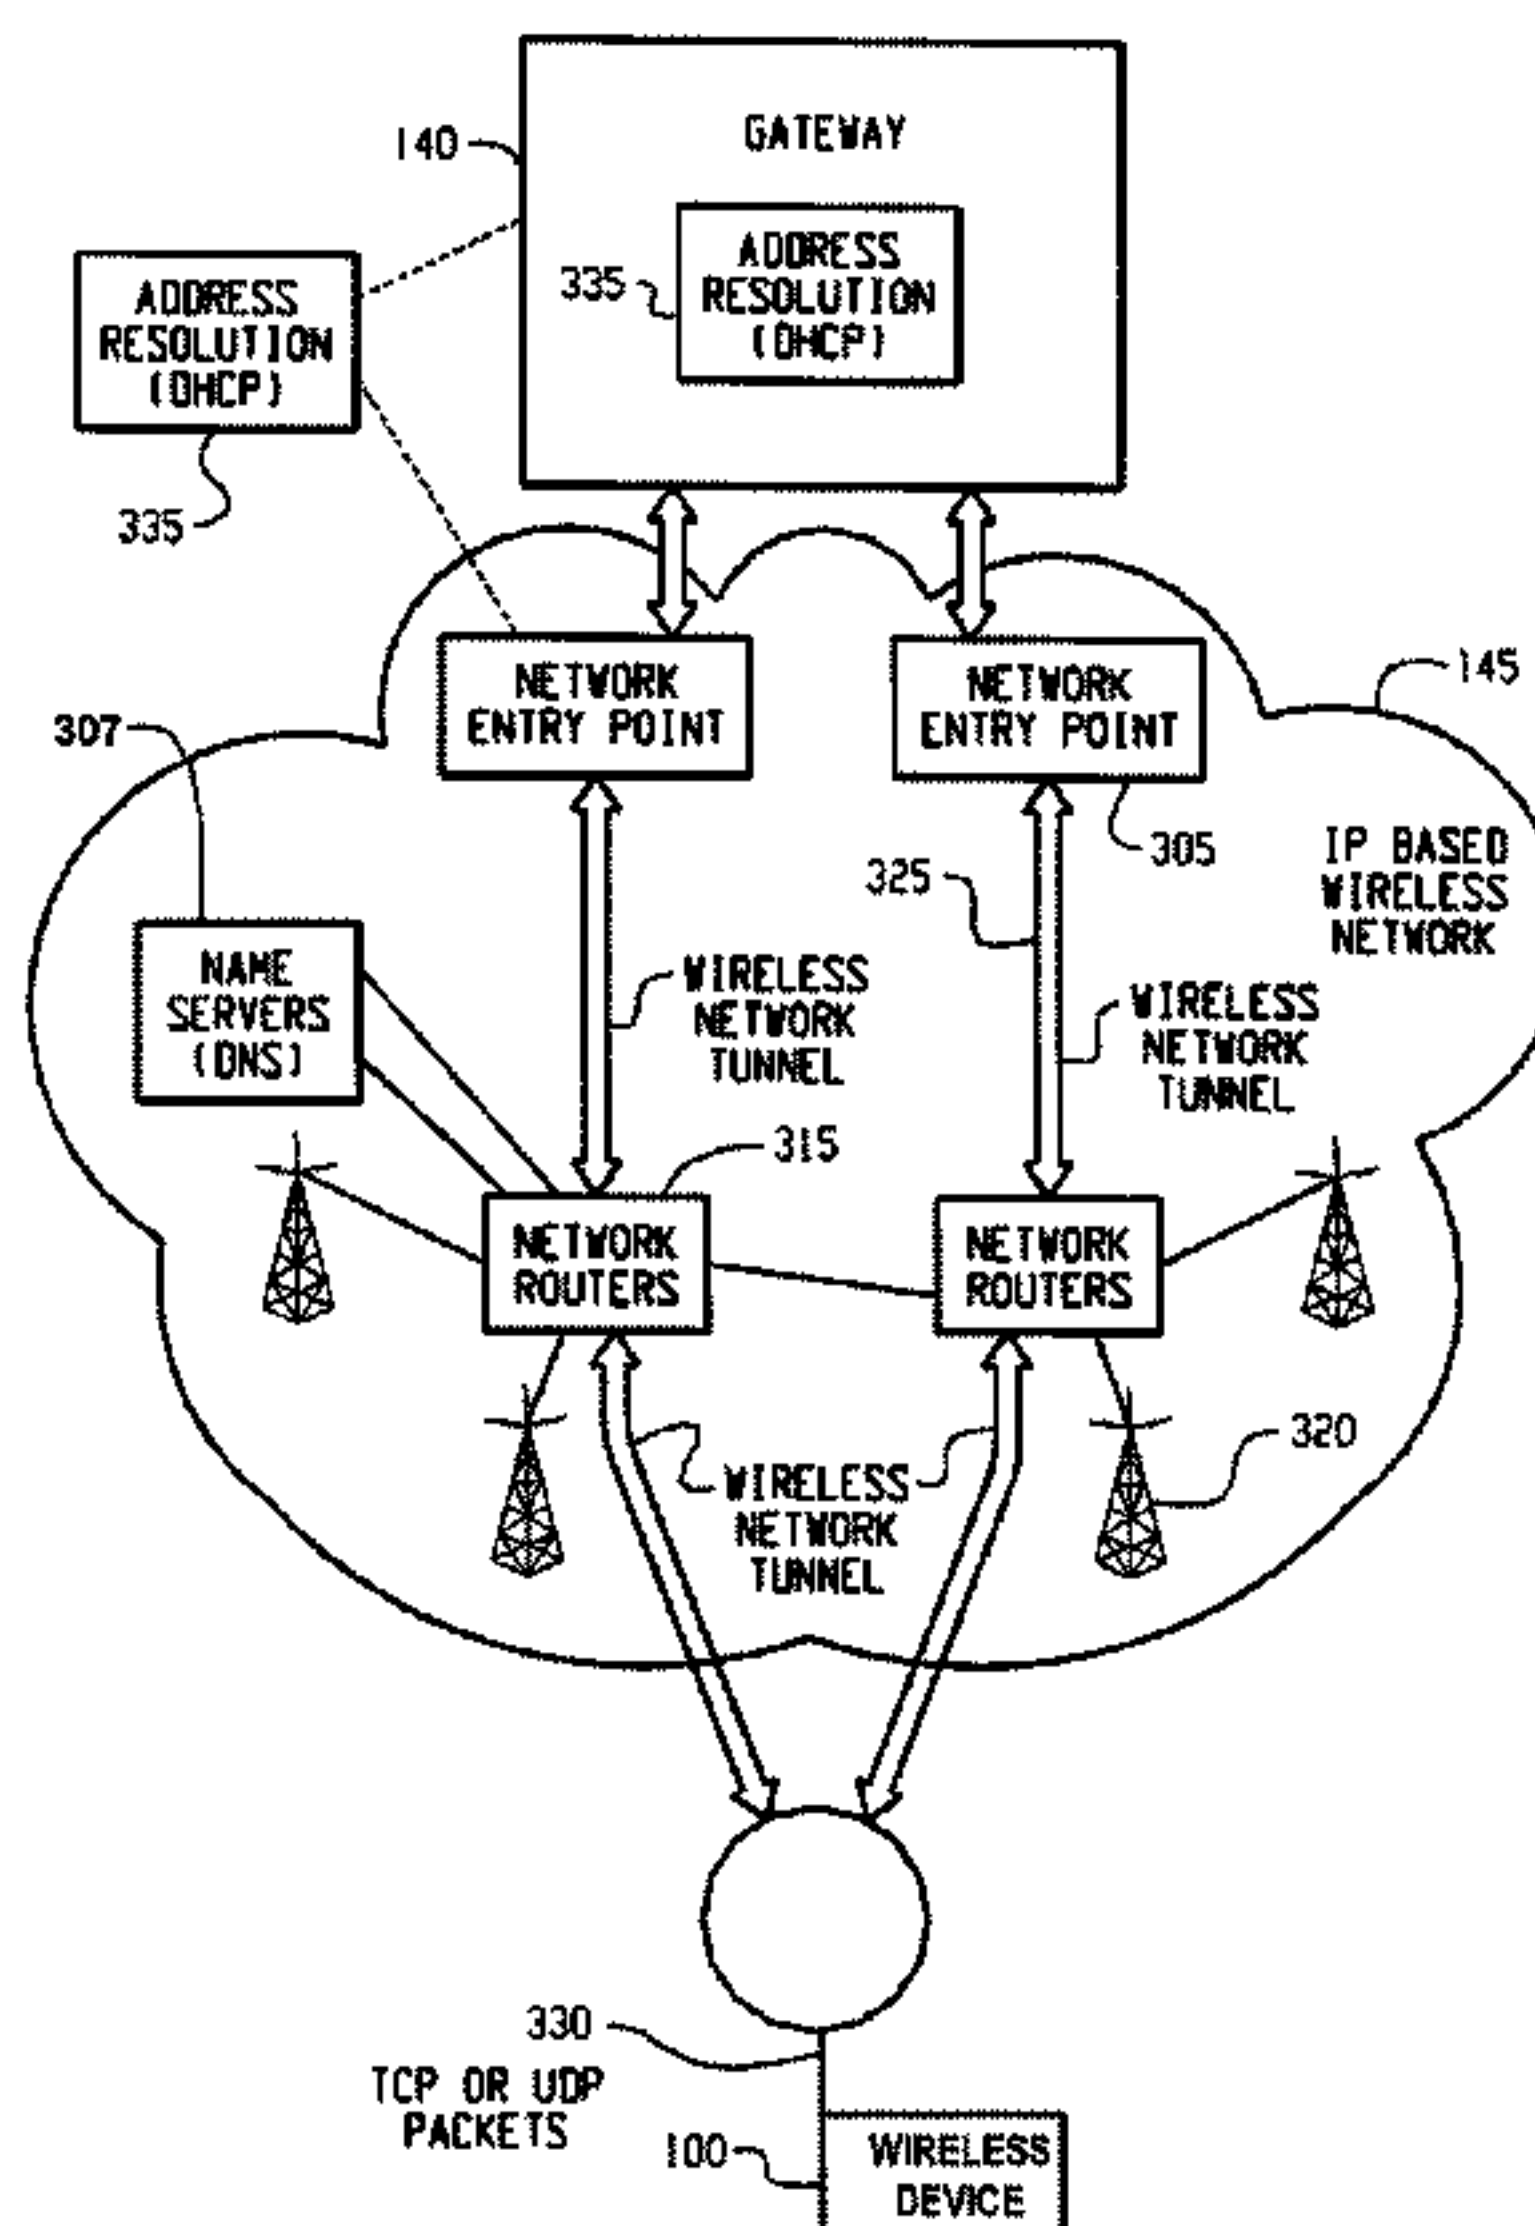 GATEWAY
140
ADDRESS
RESOLUTION
(DHCP)
335
ADDRESS
RESOLUTION
(DHCP)
335
NETWORK
ENTRY POINT
NETWORK
ENTRY POINT
145
307
305
325
IP BASED
WIRELESS
NETWORK
NAME
SERVERS
(DNS)
WIRELESS
NETWORK
TUNNEL
WIRELESS
NETWORK
TUNNEL
315
NETWORK
ROUTERS
NETWORK
ROUTERS
320
WIRELESS
NETWORK
TUNNEL
330
TCP OR UDP
PACKETS
100
WIRELESS
DEVICE